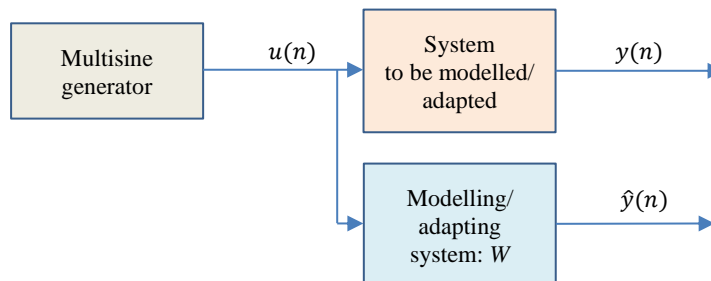 Multisine
generator
u(n)
System
to be modelled/
adapted
y(n)
Modelling/
adapting
system: W
ŷ(n)